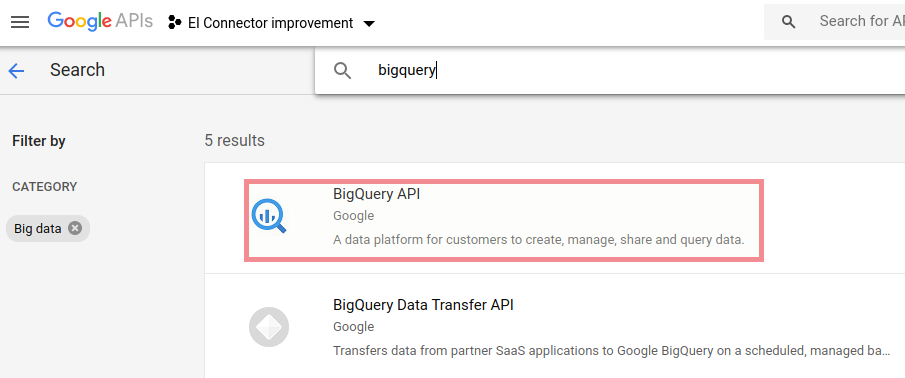 Google APIs EI Connector improvement Search for AP
Search bigquery
Filter by
5 results
CATEGORY
Big data
BigQuery API
Google
A data platform for customers to create, manage, share and query data.
BigQuery Data Transfer API
Google
Transfers data from partner SaaS applications to Google BigQuery on a scheduled, managed ba...